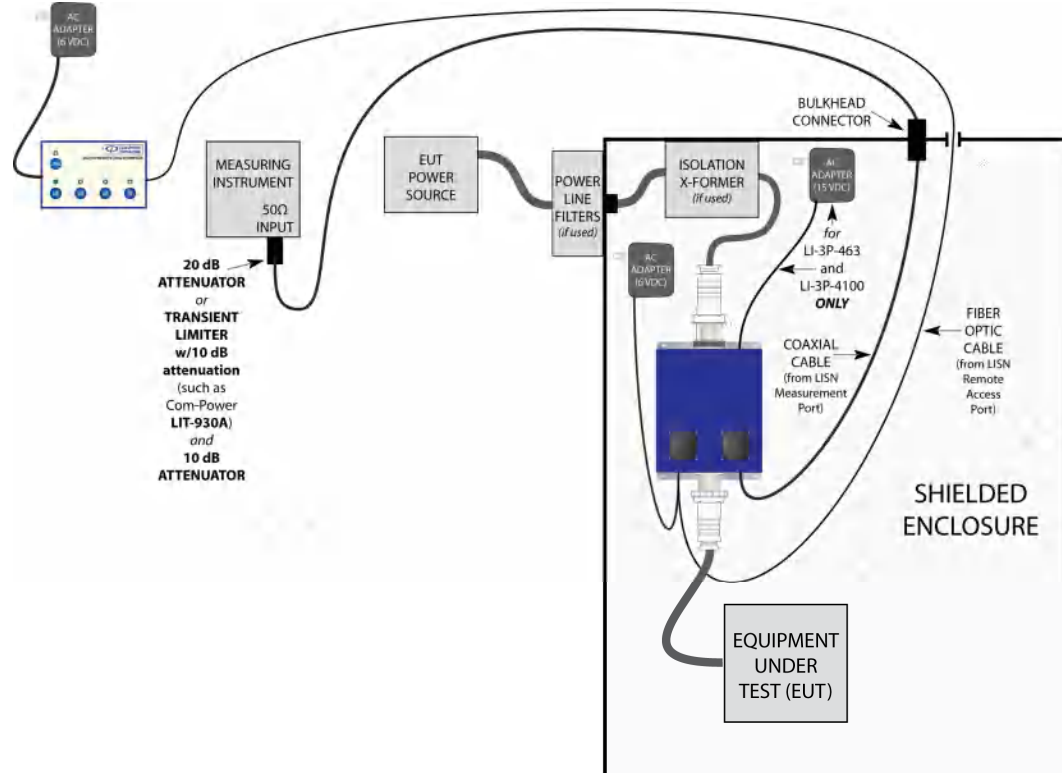 AC
ADAPTER
(6 VDC)
MEASURING
INSTRUMENT
50Ω
INPUT
20 dB
ATTENUATOR
or
TRANSIENT
LIMITER
w/10 dB
attenuation
(such as
Com-Power
LIT-930A)
and
10 dB
ATTENUATOR
EUT
POWER
SOURCE
POWER
LINE
FILTERS
(if used)
ISOLATION
X-FORMER
(if used)
BULKHEAD
CONNECTOR
AC
ADAPTER
(15 VDC)
for
LI-3P-463
and
LI-3P-4100
ONLY
AC
ADAPTER
(6 VDC)
COAXIAL
CABLE
(from LISN
Measurement
Port)
FIBER
OPTIC
CABLE
(from LISN
Remote
Access
Port)
SHIELDED
ENCLOSURE
EQUIPMENT
UNDER
TEST (EUT)